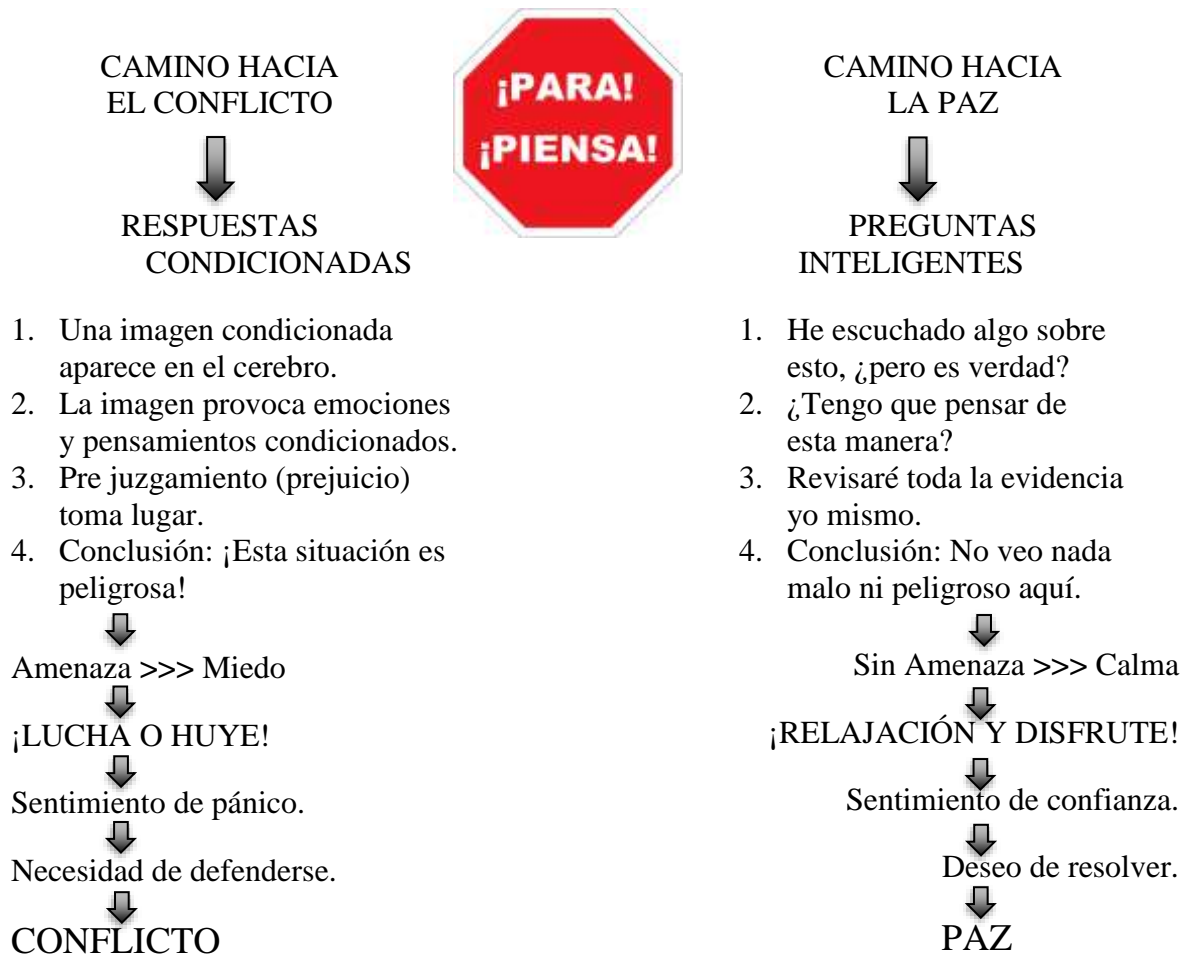 CAMINO HACIA
EL CONFLICTO
RESPUESTAS
CONDICIONADAS
1. Una imagen condicionada
aparece en el cerebro.
2. La imagen provoca emociones
y pensamientos condicionados.
3. Pre juzgamiento (prejuicio)
toma lugar.
4. Conclusión: ¡Esta situación es
peligrosa!
Amenaza >>> Miedo
¡LUCHA O HUYE!
Sentimiento de pánico.
Necesidad de defenderse.
CONFLICTO
¡PARA!
¡PIENSA!
CAMINO HACIA
LA PAZ
PREGUNTAS
INTELIGENTES
1. He escuchado algo sobre
esto, ¿pero es verdad?
2. ¿Tengo que pensar de
esta manera?
3. Revisaré toda la evidencia
yo mismo.
4. Conclusión: No veo nada
malo ni peligroso aquí.
Sin Amenaza >>> Calma
¡RELAJACIÓN Y DISFRUTE!
Sentimiento de confianza.
Deseo de resolver.
PAZ